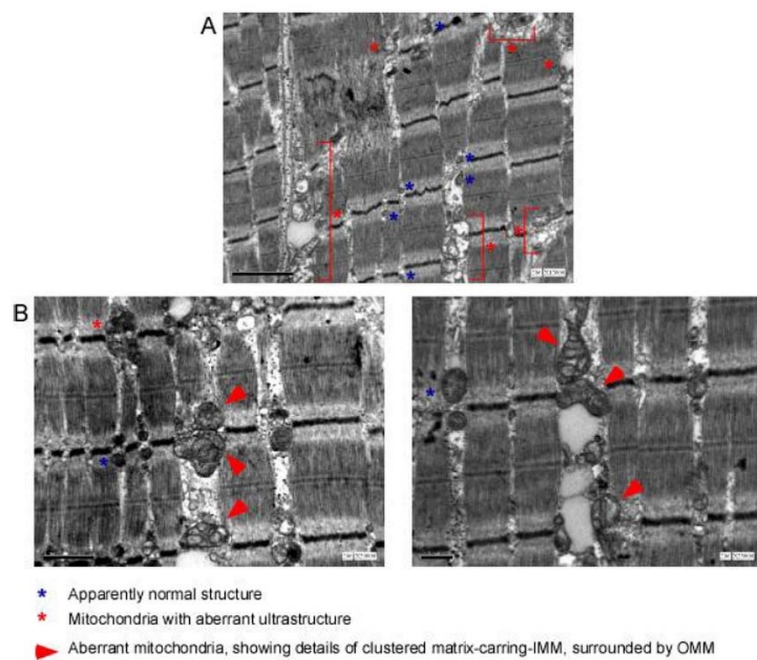 A
B
* Apparently normal structure
* Mitochondria with aberrant ultrastructure
Aberrant mitochondria, showing details of clustered matrix-carring-IMM, surrounded by OMM